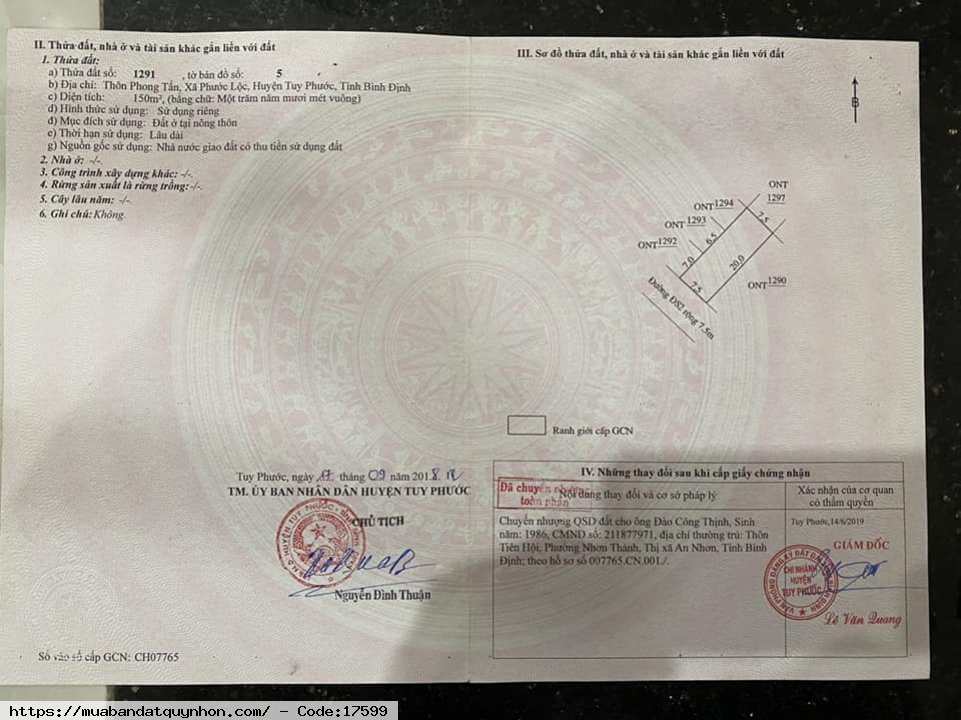 II. Thửa đất, nhà ở và tài sản khác gắn liền với đất
1. Thửa đất:
a) Thửa đất số: 1291 , tờ bản đồ số: 5
b) Địa chỉ: Thôn Phong Tấn, Xã Phước Lộc, Huyện Tuy Phước, Tỉnh Bình Định
c) Diện tích: 150m², (bằng chữ: Một trăm năm mươi mét vuông)
d) Hình thức sử dụng: Sử dụng riêng
đ) Mục đích sử dụng: Đất ở tại nông thôn
e) Thời hạn sử dụng: Lâu dài
g) Nguồn gốc sử dụng: Nhà nước giao đất có thu tiền sử dụng đất
2. Nhà ở: -/-.
3. Công trình xây dựng khác: -/-.
4. Rừng sản xuất là rừng trồng: -/-.
5. Cây lâu năm: -/-.
6. Ghi chú: Không.
Tuy Phước, ngày 17 tháng 09 năm 2018
TM. ỦY BAN NHÂN DÂN HUYỆN TUY PHƯỚC
CHỦ TỊCH
Nguyễn Đình Thuận
Số vào sổ cấp GCN: CH07765
III. Sơ đồ thửa đất, nhà ở và tài sản khác gắn liền với đất
B
ONT
1297
ONT 1294
ONT 1293
ONT 1292
7.5
6.5
7.0
20.0
7.5
ONT 1290
Đường ĐS2 rộng 7.5m
Ranh giới cấp GCN
IV. Những thay đổi sau khi cấp giấy chứng nhận
Đã chuyển nhượng
toàn phần
Nội dung thay đổi và cơ sở pháp lý
Xác nhận của cơ quan
có thẩm quyền
Chuyển nhượng QSD đất cho ông Đào Công Thịnh, Sinh
năm: 1986, CMND số: 211877971, địa chỉ thường trú: Thôn
Tiên Hội, Phường Nhơn Thành, Thị xã An Nhơn, Tỉnh Bình
Định; theo hồ sơ số 007765.CN.001./.
Tuy Phước,14/6/2019
GIÁM ĐỐC
CHI NHÁNH
HUYỆN
TUY PHƯỚC
Lê Văn Quang
https://muabandatquynhon.com/ - Code:17599